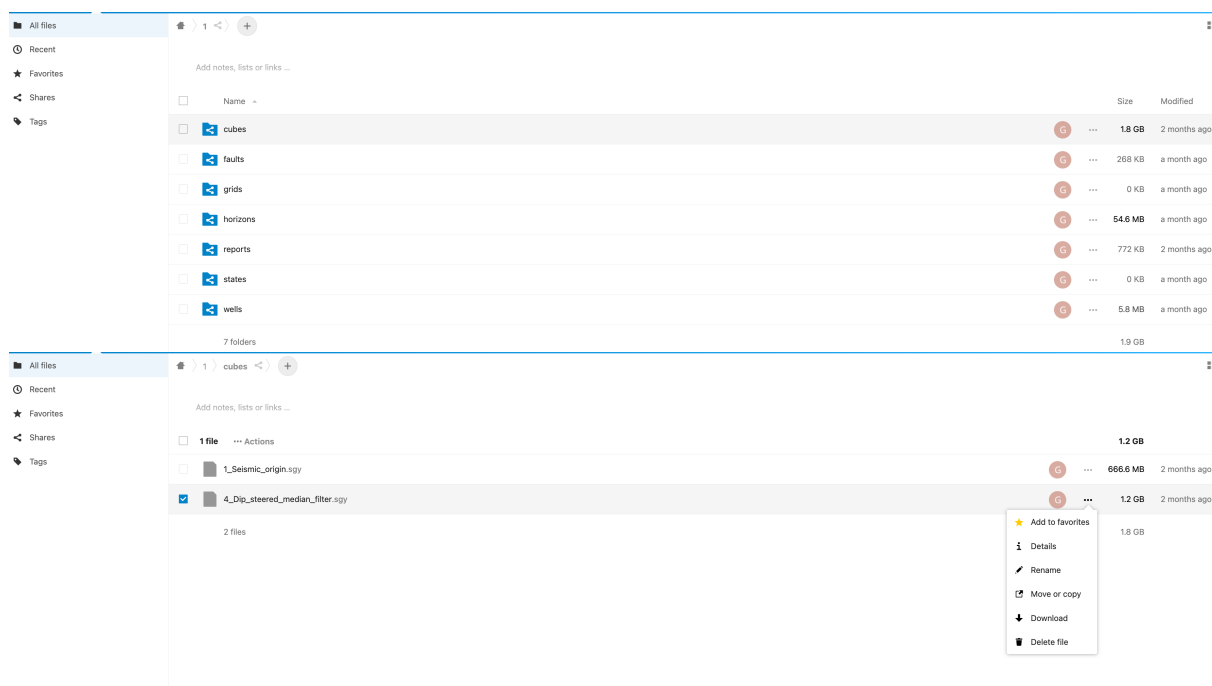 All files
Recent
Favorites
Shares
Tags
1 +
Add notes, lists or links ...
Name Size Modified
cubes G ... 1.8 GB 2 months ago
faults G ... 268 KB a month ago
grids G ... 0 KB a month ago
horizons G ... 54.6 MB a month ago
reports G ... 772 KB 2 months ago
states G ... 0 KB a month ago
wells G ... 5.8 MB a month ago
7 folders 1.9 GB
All files
Recent
Favorites
Shares
Tags
1 cubes +
Add notes, lists or links ...
1 file ... Actions 1.2 GB
1_Seismic_origin.sgy G ... 666.6 MB 2 months ago
4_Dip_steered_median_filter.sgy G ... 1.2 GB 2 months ago
2 files 1.8 GB
Add to favorites
Details
Rename
Move or copy
Download
Delete file